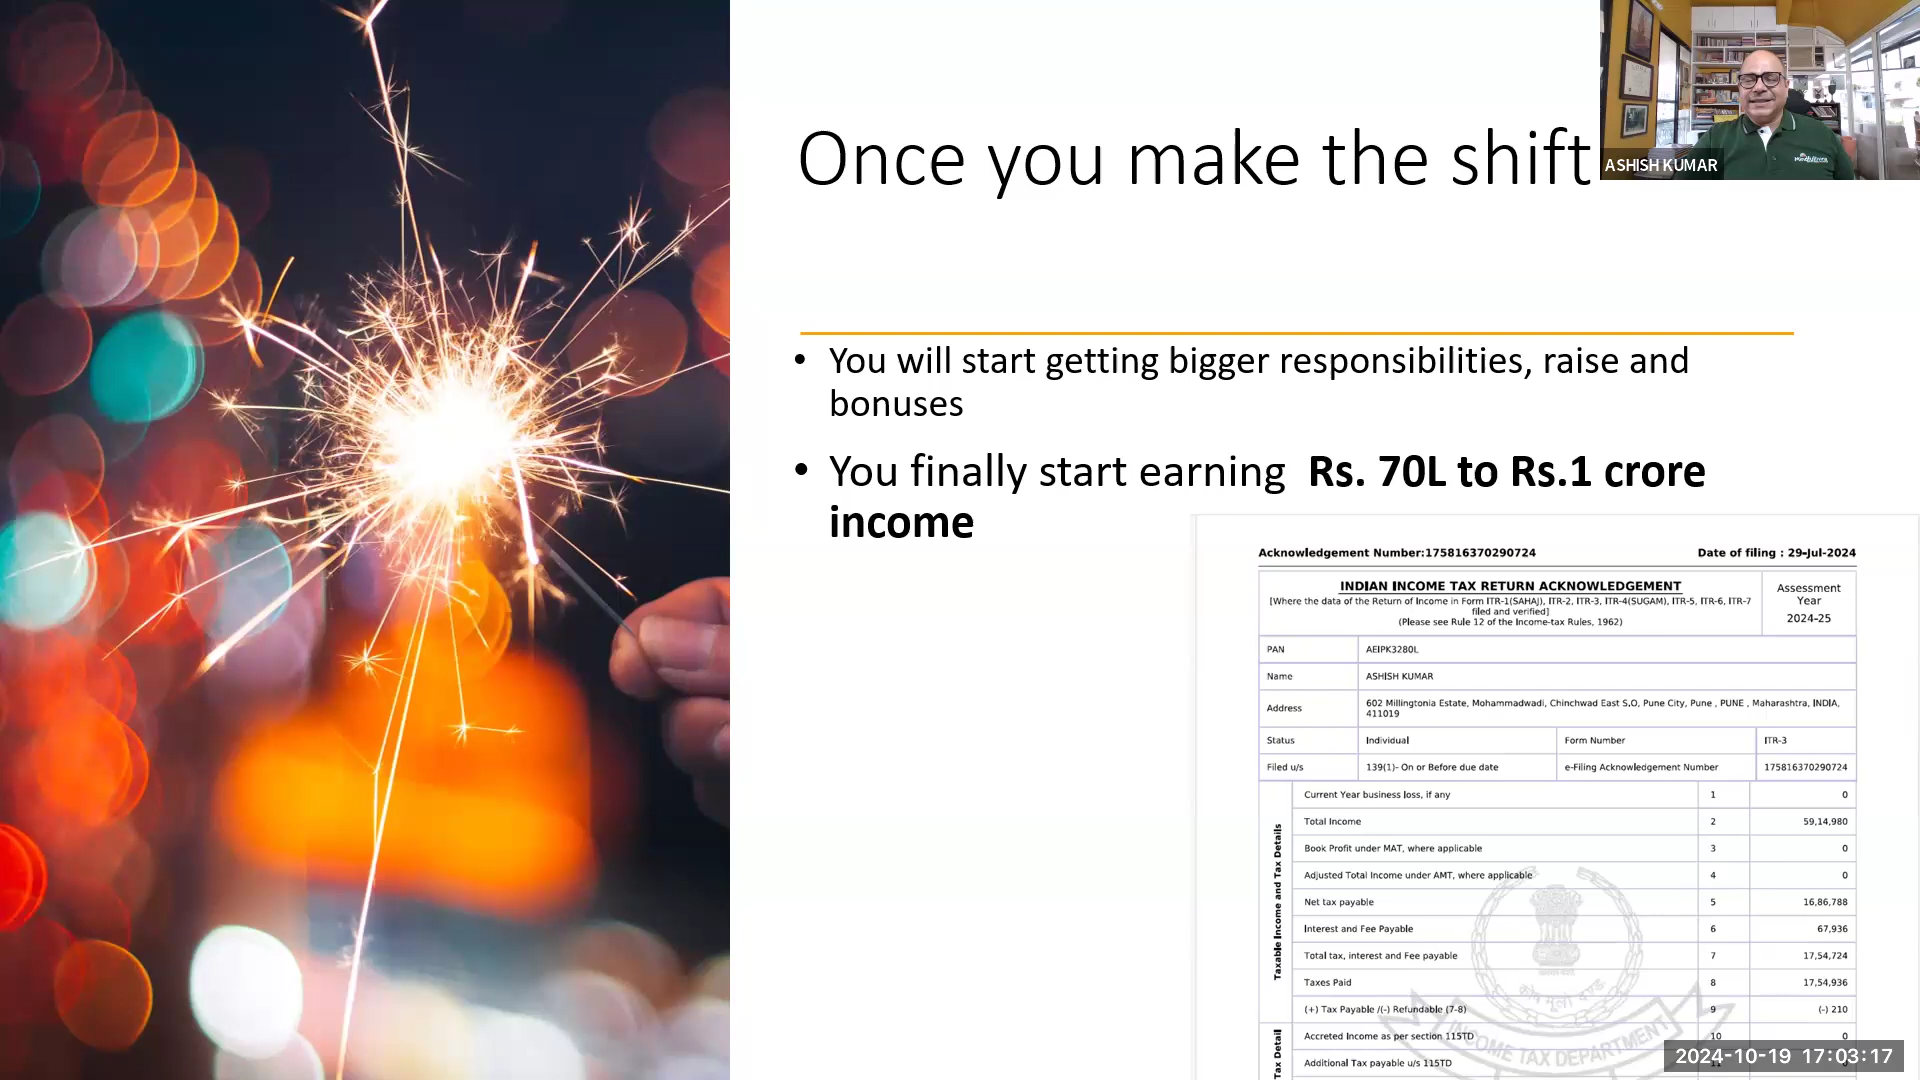 Once you make the shift
ASHISH KUMAR
• You will start getting bigger responsibilities, raise and
bonuses
• You finally start earning Rs. 70L to Rs.1 crore
income
Acknowledgement Number:175816370290724 Date of filing : 29-Jul-2024
INDIAN INCOME TAX RETURN ACKNOWLEDGEMENT
[Where the data of the Return of Income in Form ITR-1(SAHAJ), ITR-2, ITR-3, ITR-4(SUGAM), ITR-5, ITR-6, ITR-7
filed and verified]
(Please see Rule 12 of the Income-tax Rules, 1962)
Assessment
Year
2024-25
PAN AEIPK3280L
Name ASHISH KUMAR
Address 602 Millingtonia Estate, Mohammadwadi, Chinchwad East S.O, Pune City, Pune , PUNE , Maharashtra, INDIA,
411019
Status Individual Form Number ITR-3
Filed u/s 139(1)- On or Before due date e-Filing Acknowledgement Number 175816370290724
Taxable Income and Tax Details
Current Year business loss, if any 1 0
Total Income 2 59,14,980
Book Profit under MAT, where applicable 3 0
Adjusted Total Income under AMT, where applicable 4 0
Net tax payable 5 16,86,788
Interest and Fee Payable 6 67,936
Total tax, interest and Fee payable 7 17,54,724
Taxes Paid 8 17,54,936
(+) Tax Payable /(-) Refundable (7-8) 9 (-) 210
Tax Detail
Accreted Income as per section 115TD 10 0
Additional Tax payable u/s 115TD
INCOME TAX DEPARTMENT
2024-10-19 17:03:17